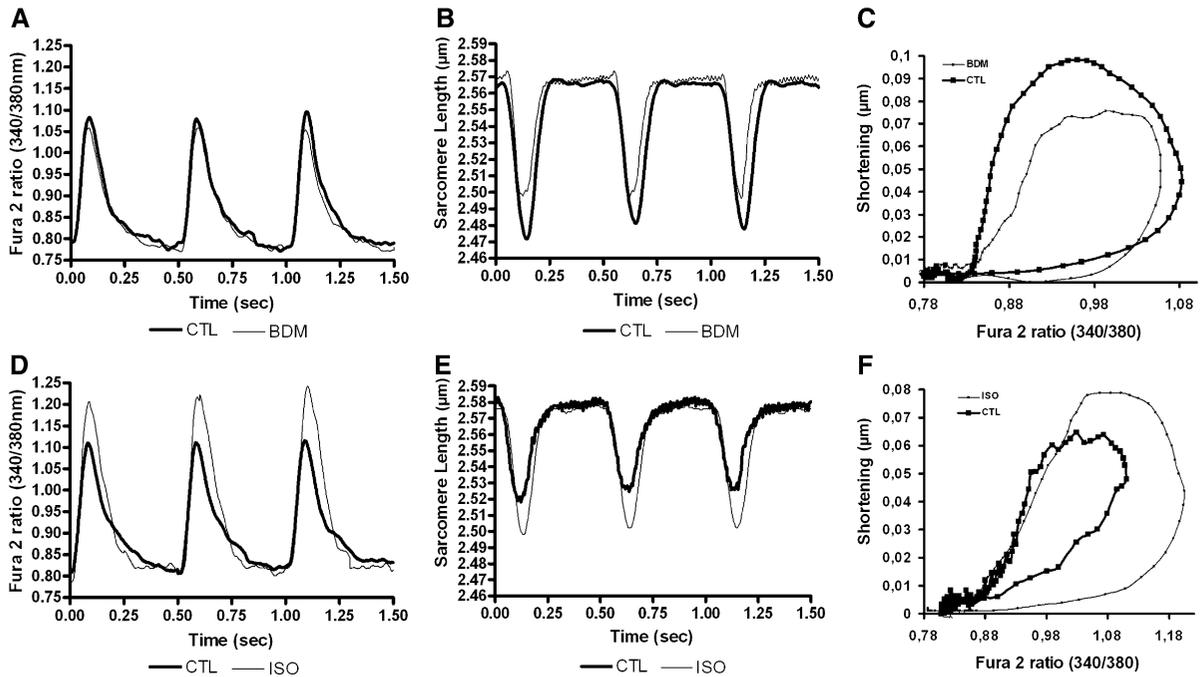 A
Fura 2 ratio (340/380nm)
1.25
1.20
1.15
1.10
1.05
1.00
0.95
0.90
0.85
0.80
0.75
0.00 0.25 0.50 0.75 1.00 1.25 1.50
Time (sec)
CTL BDM
B
Sarcomere Length (µm)
2.59
2.58
2.57
2.56
2.55
2.54
2.53
2.52
2.51
2.50
2.49
2.48
2.47
2.46
0.00 0.25 0.50 0.75 1.00 1.25 1.50
Time (sec)
CTL BDM
C
Shortening (µm)
0,1
0,09
0,08
0,07
0,06
0,05
0,04
0,03
0,02
0,01
0
BDM
CTL
0,78 0,88 0,98 1,08
Fura 2 ratio (340/380)
D
Fura 2 ratio (340/380nm)
1.25
1.20
1.15
1.10
1.05
1.00
0.95
0.90
0.85
0.80
0.75
0.00 0.25 0.50 0.75 1.00 1.25 1.50
Time (sec)
CTL ISO
E
Sarcomere Length (µm)
2.59
2.58
2.57
2.56
2.55
2.54
2.53
2.52
2.51
2.50
2.49
2.48
2.47
2.46
0.00 0.25 0.50 0.75 1.00 1.25 1.50
Time (sec)
CTL ISO
F
Shortening (µm)
0,08
0,07
0,06
0,05
0,04
0,03
0,02
0,01
0
ISO
CTL
0,78 0,88 0,98 1,08 1,18
Fura 2 ratio (340/380)